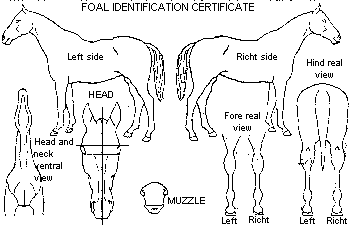 FOAL IDENTIFICATION CERTIFICATE
Left side
Right side
Hind real
view
HEAD
Fore real
view
Head and
neck
ventral
view
MUZZLE
Left Richt
Left Richt